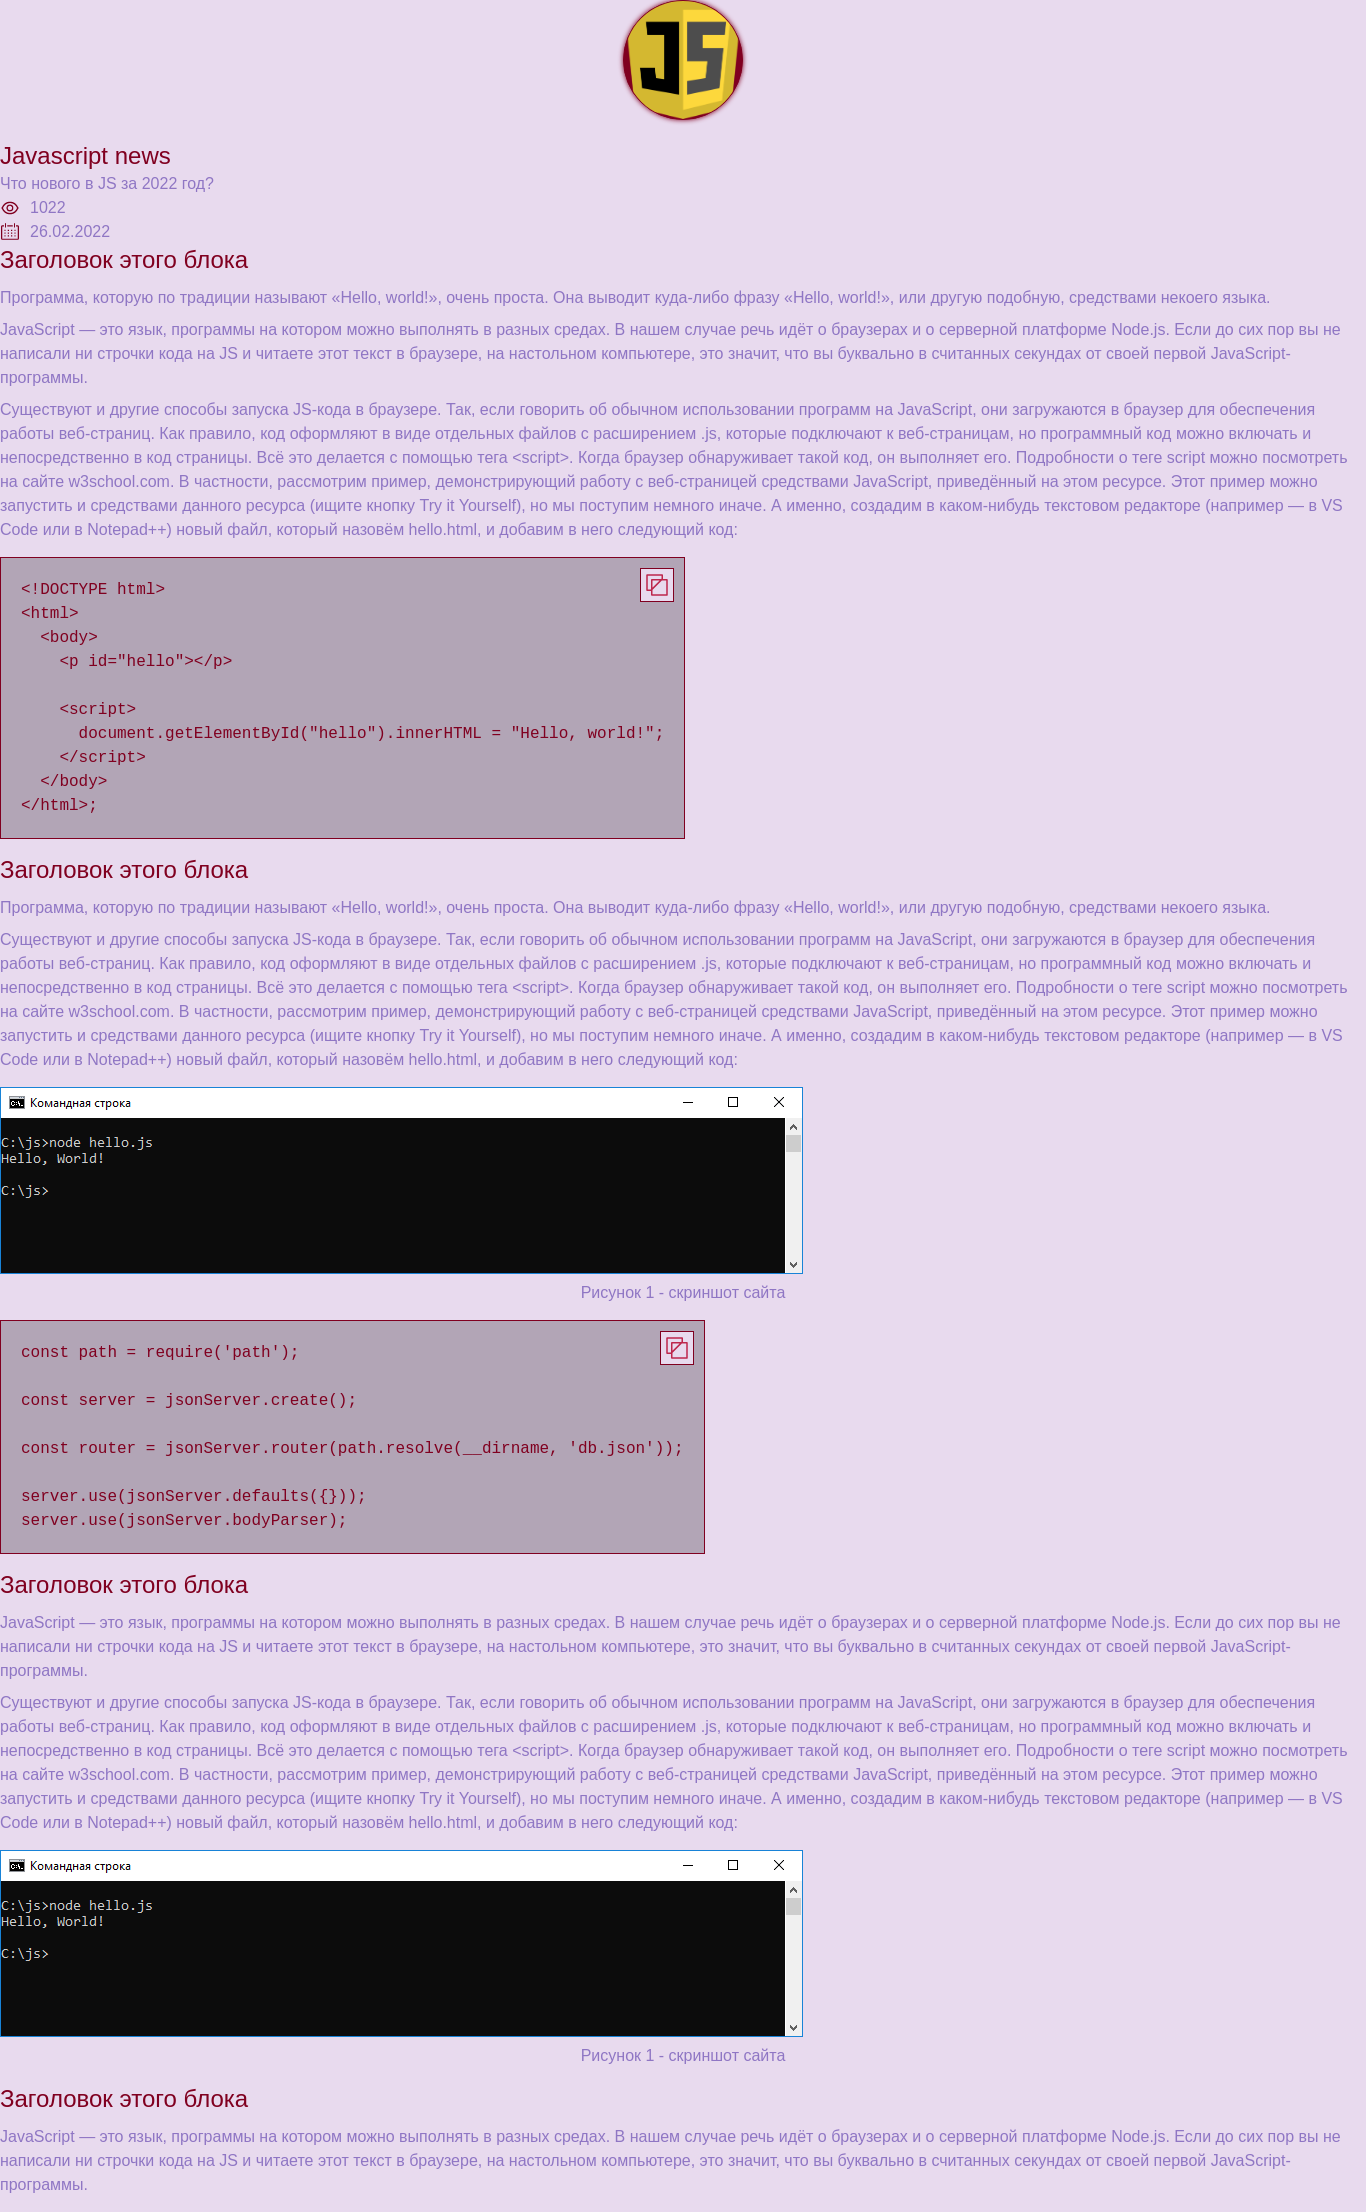 JS
Javascript news
Что нового в JS за 2022 год?
1022
26.02.2022
Заголовок этого блока
Программа, которую по традиции называют «Hello, world!», очень проста. Она выводит куда-либо фразу «Hello, world!», или другую подобную, средствами некоего языка.
JavaScript — это язык, программы на котором можно выполнять в разных средах. В нашем случае речь идёт о браузерах и о серверной платформе Node.js. Если до сих пор вы не
написали ни строчки кода на JS и читаете этот текст в браузере, на настольном компьютере, это значит, что вы буквально в считанных секундах от своей первой JavaScript-
программы.
Существуют и другие способы запуска JS-кода в браузере. Так, если говорить об обычном использовании программ на JavaScript, они загружаются в браузер для обеспечения
работы веб-страниц. Как правило, код оформляют в виде отдельных файлов с расширением .js, которые подключают к веб-страницам, но программный код можно включать и
непосредственно в код страницы. Всё это делается с помощью тега <script>. Когда браузер обнаруживает такой код, он выполняет его. Подробности о теге script можно посмотреть
на сайте w3school.com. В частности, рассмотрим пример, демонстрирующий работу с веб-страницей средствами JavaScript, приведённый на этом ресурсе. Этот пример можно
запустить и средствами данного ресурса (ищите кнопку Try it Yourself), но мы поступим немного иначе. А именно, создадим в каком-нибудь текстовом редакторе (например — в VS
Code или в Notepad++) новый файл, который назовём hello.html, и добавим в него следующий код:
<!DOCTYPE html>
<html>
  <body>
    <p id="hello"></p>

    <script>
      document.getElementById("hello").innerHTML = "Hello, world!";
    </script>
  </body>
</html>;
Заголовок этого блока
Программа, которую по традиции называют «Hello, world!», очень проста. Она выводит куда-либо фразу «Hello, world!», или другую подобную, средствами некоего языка.
Существуют и другие способы запуска JS-кода в браузере. Так, если говорить об обычном использовании программ на JavaScript, они загружаются в браузер для обеспечения
работы веб-страниц. Как правило, код оформляют в виде отдельных файлов с расширением .js, которые подключают к веб-страницам, но программный код можно включать и
непосредственно в код страницы. Всё это делается с помощью тега <script>. Когда браузер обнаруживает такой код, он выполняет его. Подробности о теге script можно посмотреть
на сайте w3school.com. В частности, рассмотрим пример, демонстрирующий работу с веб-страницей средствами JavaScript, приведённый на этом ресурсе. Этот пример можно
запустить и средствами данного ресурса (ищите кнопку Try it Yourself), но мы поступим немного иначе. А именно, создадим в каком-нибудь текстовом редакторе (например — в VS
Code или в Notepad++) новый файл, который назовём hello.html, и добавим в него следующий код:
Командная строка
C:\js>node hello.js
Hello, World!
C:\js>
Рисунок 1 - скриншот сайта
const path = require('path');

const server = jsonServer.create();

const router = jsonServer.router(path.resolve(__dirname, 'db.json'));

server.use(jsonServer.defaults({}));
server.use(jsonServer.bodyParser);
Заголовок этого блока
JavaScript — это язык, программы на котором можно выполнять в разных средах. В нашем случае речь идёт о браузерах и о серверной платформе Node.js. Если до сих пор вы не
написали ни строчки кода на JS и читаете этот текст в браузере, на настольном компьютере, это значит, что вы буквально в считанных секундах от своей первой JavaScript-
программы.
Существуют и другие способы запуска JS-кода в браузере. Так, если говорить об обычном использовании программ на JavaScript, они загружаются в браузер для обеспечения
работы веб-страниц. Как правило, код оформляют в виде отдельных файлов с расширением .js, которые подключают к веб-страницам, но программный код можно включать и
непосредственно в код страницы. Всё это делается с помощью тега <script>. Когда браузер обнаруживает такой код, он выполняет его. Подробности о теге script можно посмотреть
на сайте w3school.com. В частности, рассмотрим пример, демонстрирующий работу с веб-страницей средствами JavaScript, приведённый на этом ресурсе. Этот пример можно
запустить и средствами данного ресурса (ищите кнопку Try it Yourself), но мы поступим немного иначе. А именно, создадим в каком-нибудь текстовом редакторе (например — в VS
Code или в Notepad++) новый файл, который назовём hello.html, и добавим в него следующий код:
Командная строка
C:\js>node hello.js
Hello, World!
C:\js>
Рисунок 1 - скриншот сайта
Заголовок этого блока
JavaScript — это язык, программы на котором можно выполнять в разных средах. В нашем случае речь идёт о браузерах и о серверной платформе Node.js. Если до сих пор вы не
написали ни строчки кода на JS и читаете этот текст в браузере, на настольном компьютере, это значит, что вы буквально в считанных секундах от своей первой JavaScript-
программы.